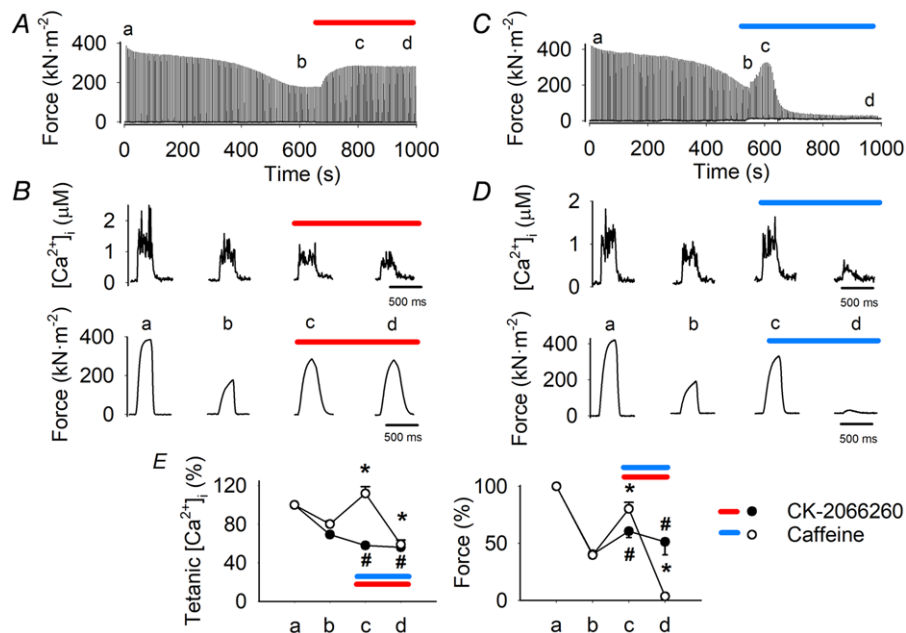 A
Force (kN·m⁻²)
400
200
0
a
b
c
d
0 200 400 600 800 1000
Time (s)
C
Force (kN·m⁻²)
400
200
0
a
b
c
d
0 200 400 600 800 1000
Time (s)
B
[Ca²⁺]ᵢ (μM)
2
1
0
500 ms
a b c d
Force (kN·m⁻²)
400
200
0
500 ms
D
[Ca²⁺]ᵢ (μM)
2
1
0
500 ms
a b c d
Force (kN·m⁻²)
400
200
0
500 ms
E
Tetanic [Ca²⁺]ᵢ (%)
120
80
40
0
*
*
# #
a b c d
Force (%)
100
50
0
*
#
#
*
a b c d
CK-2066260
Caffeine